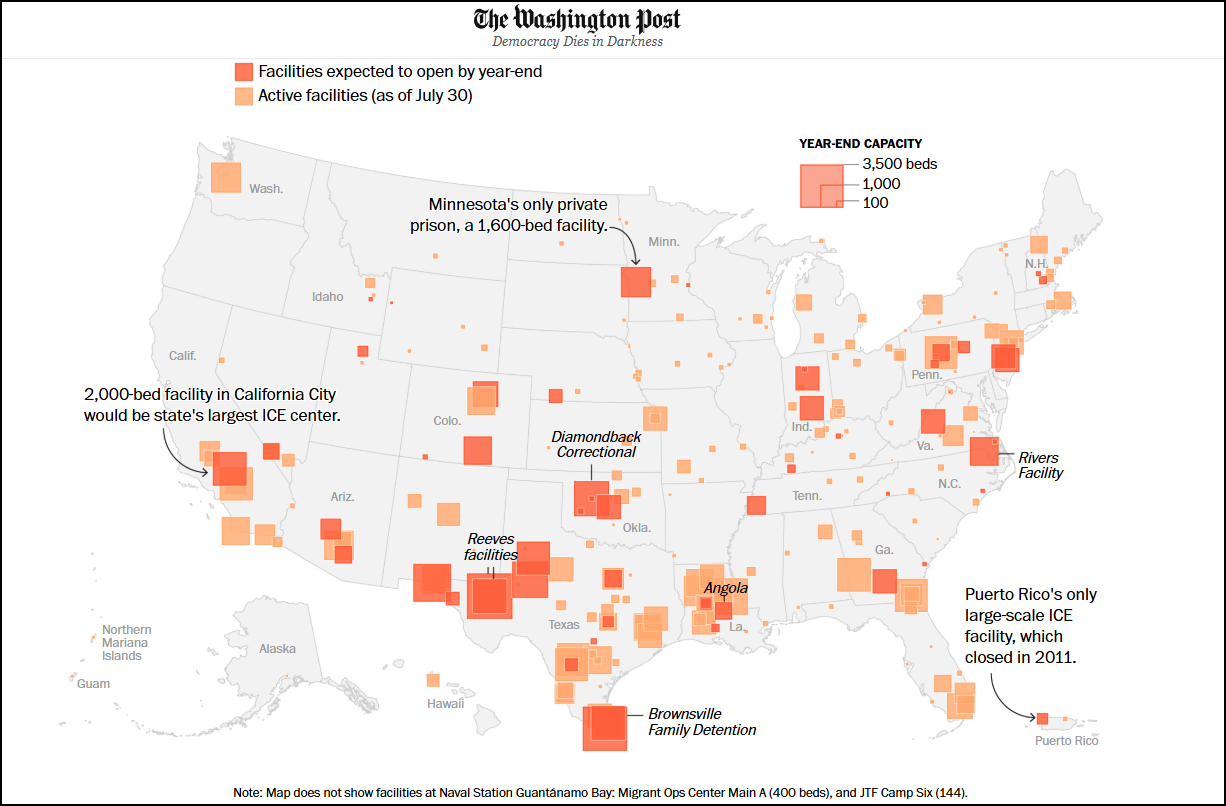 The Washington Post
Democracy Dies in Darkness
Facilities expected to open by year-end
Active facilities (as of July 30)
YEAR-END CAPACITY
3,500 beds
1,000
100
Wash.
Minnesota's only private
prison, a 1,600-bed facility.
Minn.
N.H.
Idaho
Calif.
Penn.
2,000-bed facility in California City
would be state's largest ICE center.
Colo.
Ind.
Diamondback
Correctional
Va.
Rivers
Facility
Ariz.
Tenn.
N.C.
Okla.
Reeves
facilities
Ga.
Angola
Puerto Rico's only
large-scale ICE
facility, which
closed in 2011.
Texas
La.
Northern
Mariana
Islands
Alaska
Guam
Hawaii
Brownsville
Family Detention
Puerto Rico
Note: Map does not show facilities at Naval Station Guantánamo Bay: Migrant Ops Center Main A (400 beds), and JTF Camp Six (144).